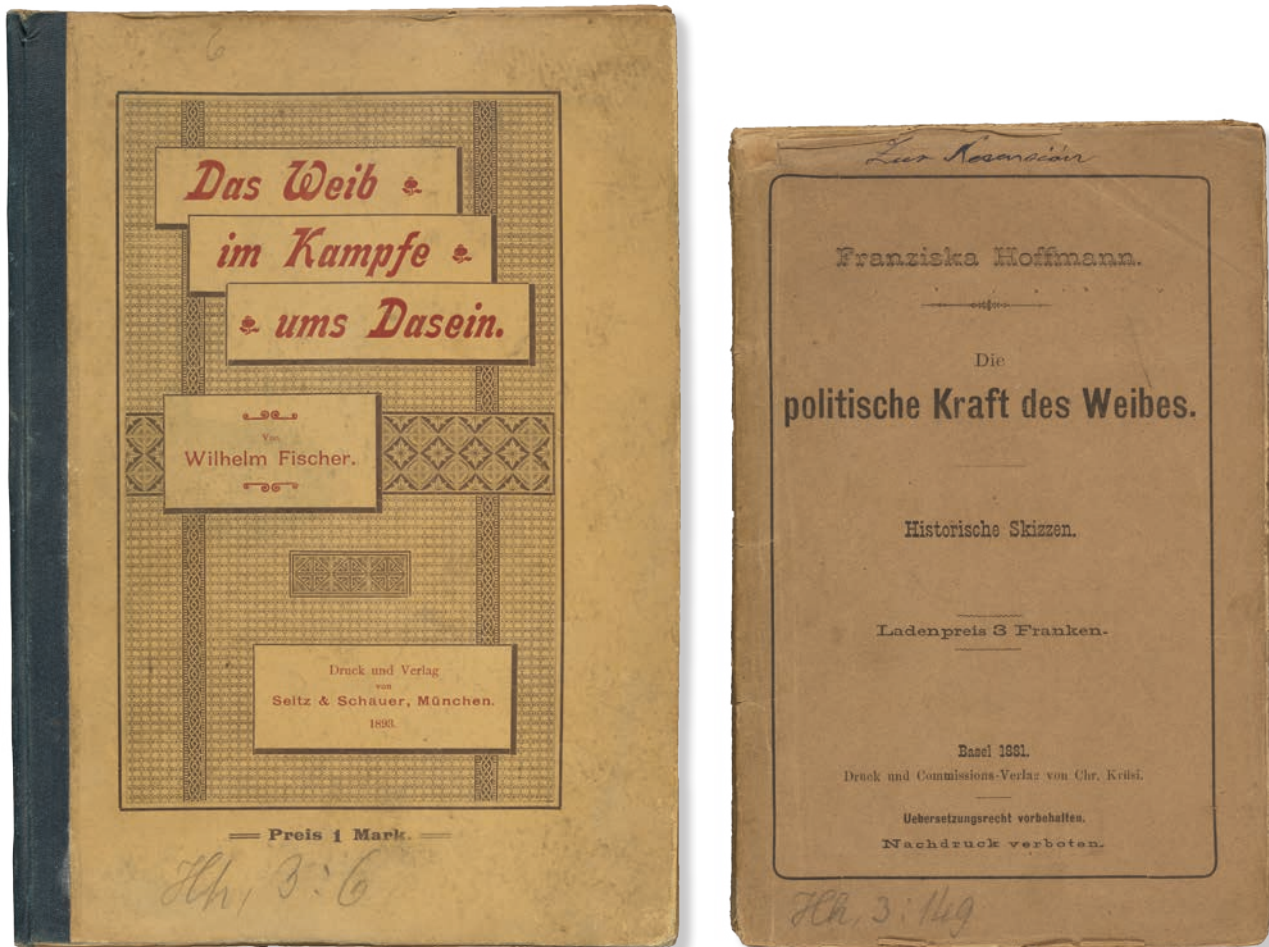 6
Das Weib
im Kampfe
ums Dasein.
Von
Wilhelm Fischer.
Druck und Verlag
von
Seitz & Schauer, München.
1893.
Preis 1 Mark.
Hh, 3:6
Zur Recension
Franziska Hoffmann.
Die
politische Kraft des Weibes.
Historische Skizzen.
Ladenpreis 3 Franken.
Basel 1881.
Druck und Commissions-Verlag von Chr. Krüsi.
Uebersetzungsrecht vorbehalten.
Nachdruck verboten.
Hh, 3:149